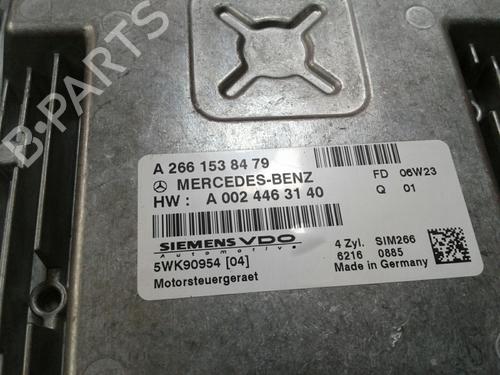 B-PARTS
A 266 153 84 79
MERCEDES-BENZ
HW : A 002 446 31 40
FD 06W23
Q 01
SIEMENS VDO
Automotive
5WK90954 [04]
Motorsteuergeraet
4 Zyl. SIM266
6216 0885
Made in Germany